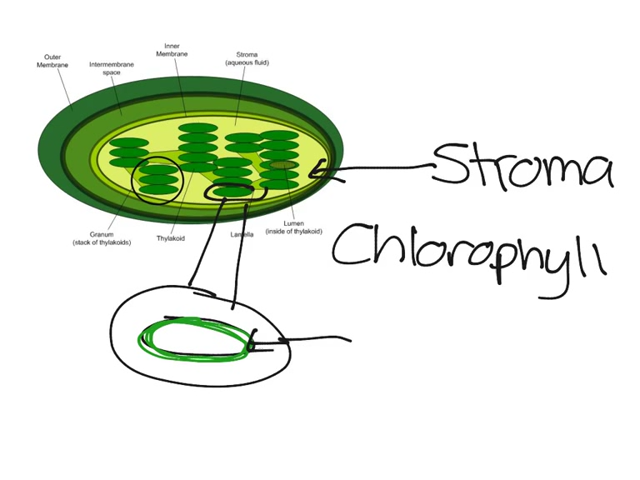 Outer
Membrane
Intermembrane
space
Inner
Membrane
Stroma
(aqueous fluid)
Stroma
Chlorophyll
Granum
(stack of thylakoids)
Thylakoid
Lamella
Lumen
(inside of thylakoid)